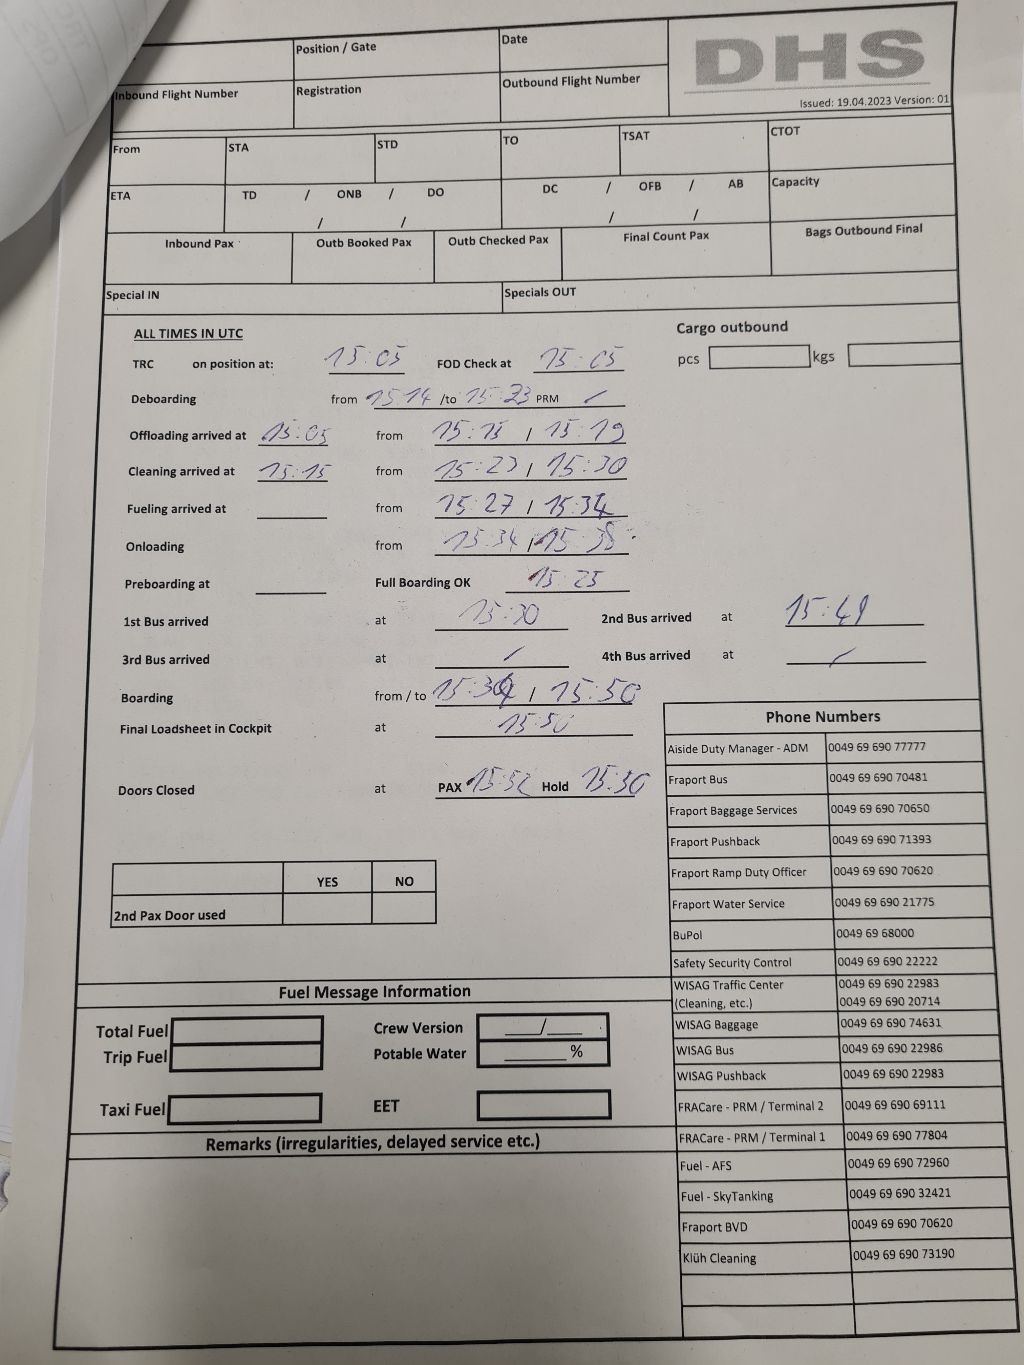 Position / Gate
Date
DHS
Inbound Flight Number
Registration
Outbound Flight Number
Issued: 19.04.2023 Version: 01
From
STA
STD
TO
TSAT
CTOT
ETA
TD / ONB / DO
DC / OFB / AB
Capacity
/ /
/ /
Inbound Pax
Outb Booked Pax
Outb Checked Pax
Final Count Pax
Bags Outbound Final
Special IN
Specials OUT
ALL TIMES IN UTC
Cargo outbound
TRC on position at: 15:05 FOD Check at 15:05
pcs kgs
Deboarding from 15:14 /to 15:23 PRM /
Offloading arrived at 15:05 from 15:15 / 15:19
Cleaning arrived at 15:15 from 15:23 / 15:30
Fueling arrived at from 15:27 / 15:34
Onloading from 15:34 / 15:38
Preboarding at Full Boarding OK 15:25
1st Bus arrived at 15:30 2nd Bus arrived at 15:41
3rd Bus arrived at / 4th Bus arrived at /
Boarding from / to 15:34 / 15:50
Final Loadsheet in Cockpit at 15:50
Doors Closed at PAX 15:52 Hold 15:50
Phone Numbers
Aiside Duty Manager - ADM 0049 69 690 77777
Fraport Bus 0049 69 690 70481
Fraport Baggage Services 0049 69 690 70650
Fraport Pushback 0049 69 690 71393
Fraport Ramp Duty Officer 0049 69 690 70620
Fraport Water Service 0049 69 690 21775
BuPol 0049 69 68000
Safety Security Control 0049 69 690 22222
WISAG Traffic Center 0049 69 690 22983
(Cleaning, etc.) 0049 69 690 20714
WISAG Baggage 0049 69 690 74631
WISAG Bus 0049 69 690 22986
WISAG Pushback 0049 69 690 22983
FRACare - PRM / Terminal 2 0049 69 690 69111
FRACare - PRM / Terminal 1 0049 69 690 77804
Fuel - AFS 0049 69 690 72960
Fuel - SkyTanking 0049 69 690 32421
Fraport BVD 0049 69 690 70620
Klüh Cleaning 0049 69 690 73190
YES NO
2nd Pax Door used
Fuel Message Information
Total Fuel
Crew Version ___/___
Trip Fuel
Potable Water ______ %
Taxi Fuel
EET
Remarks (irregularities, delayed service etc.)